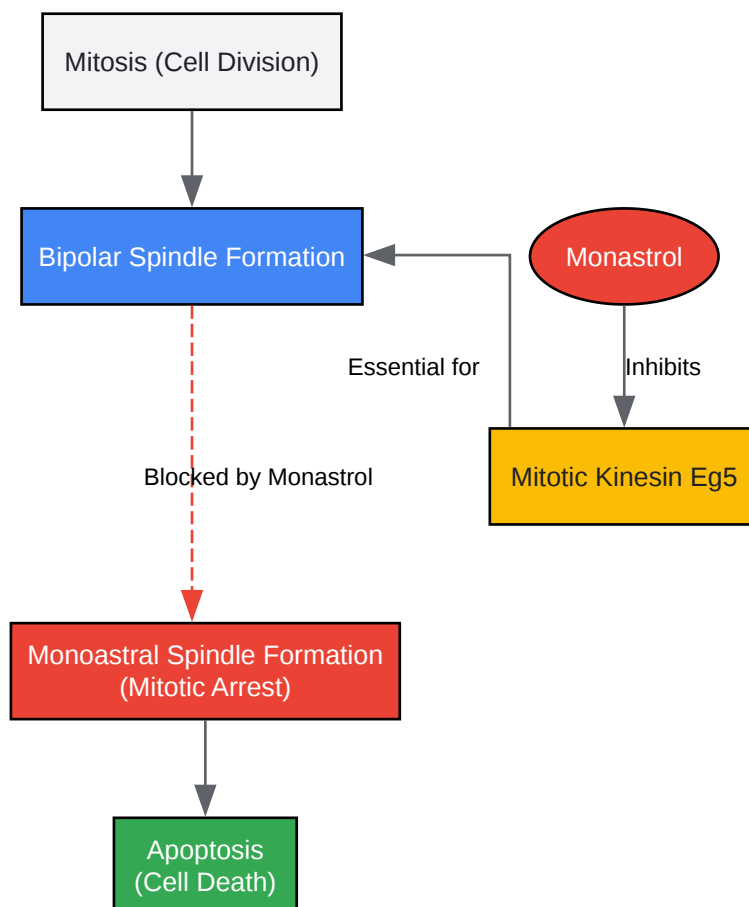 Mitosis (Cell Division)
Bipolar Spindle Formation
Monastrol
Essential for
Inhibits
Mitotic Kinesin Eg5
Blocked by Monastrol
Monoastral Spindle Formation
(Mitotic Arrest)
Apoptosis
(Cell Death)